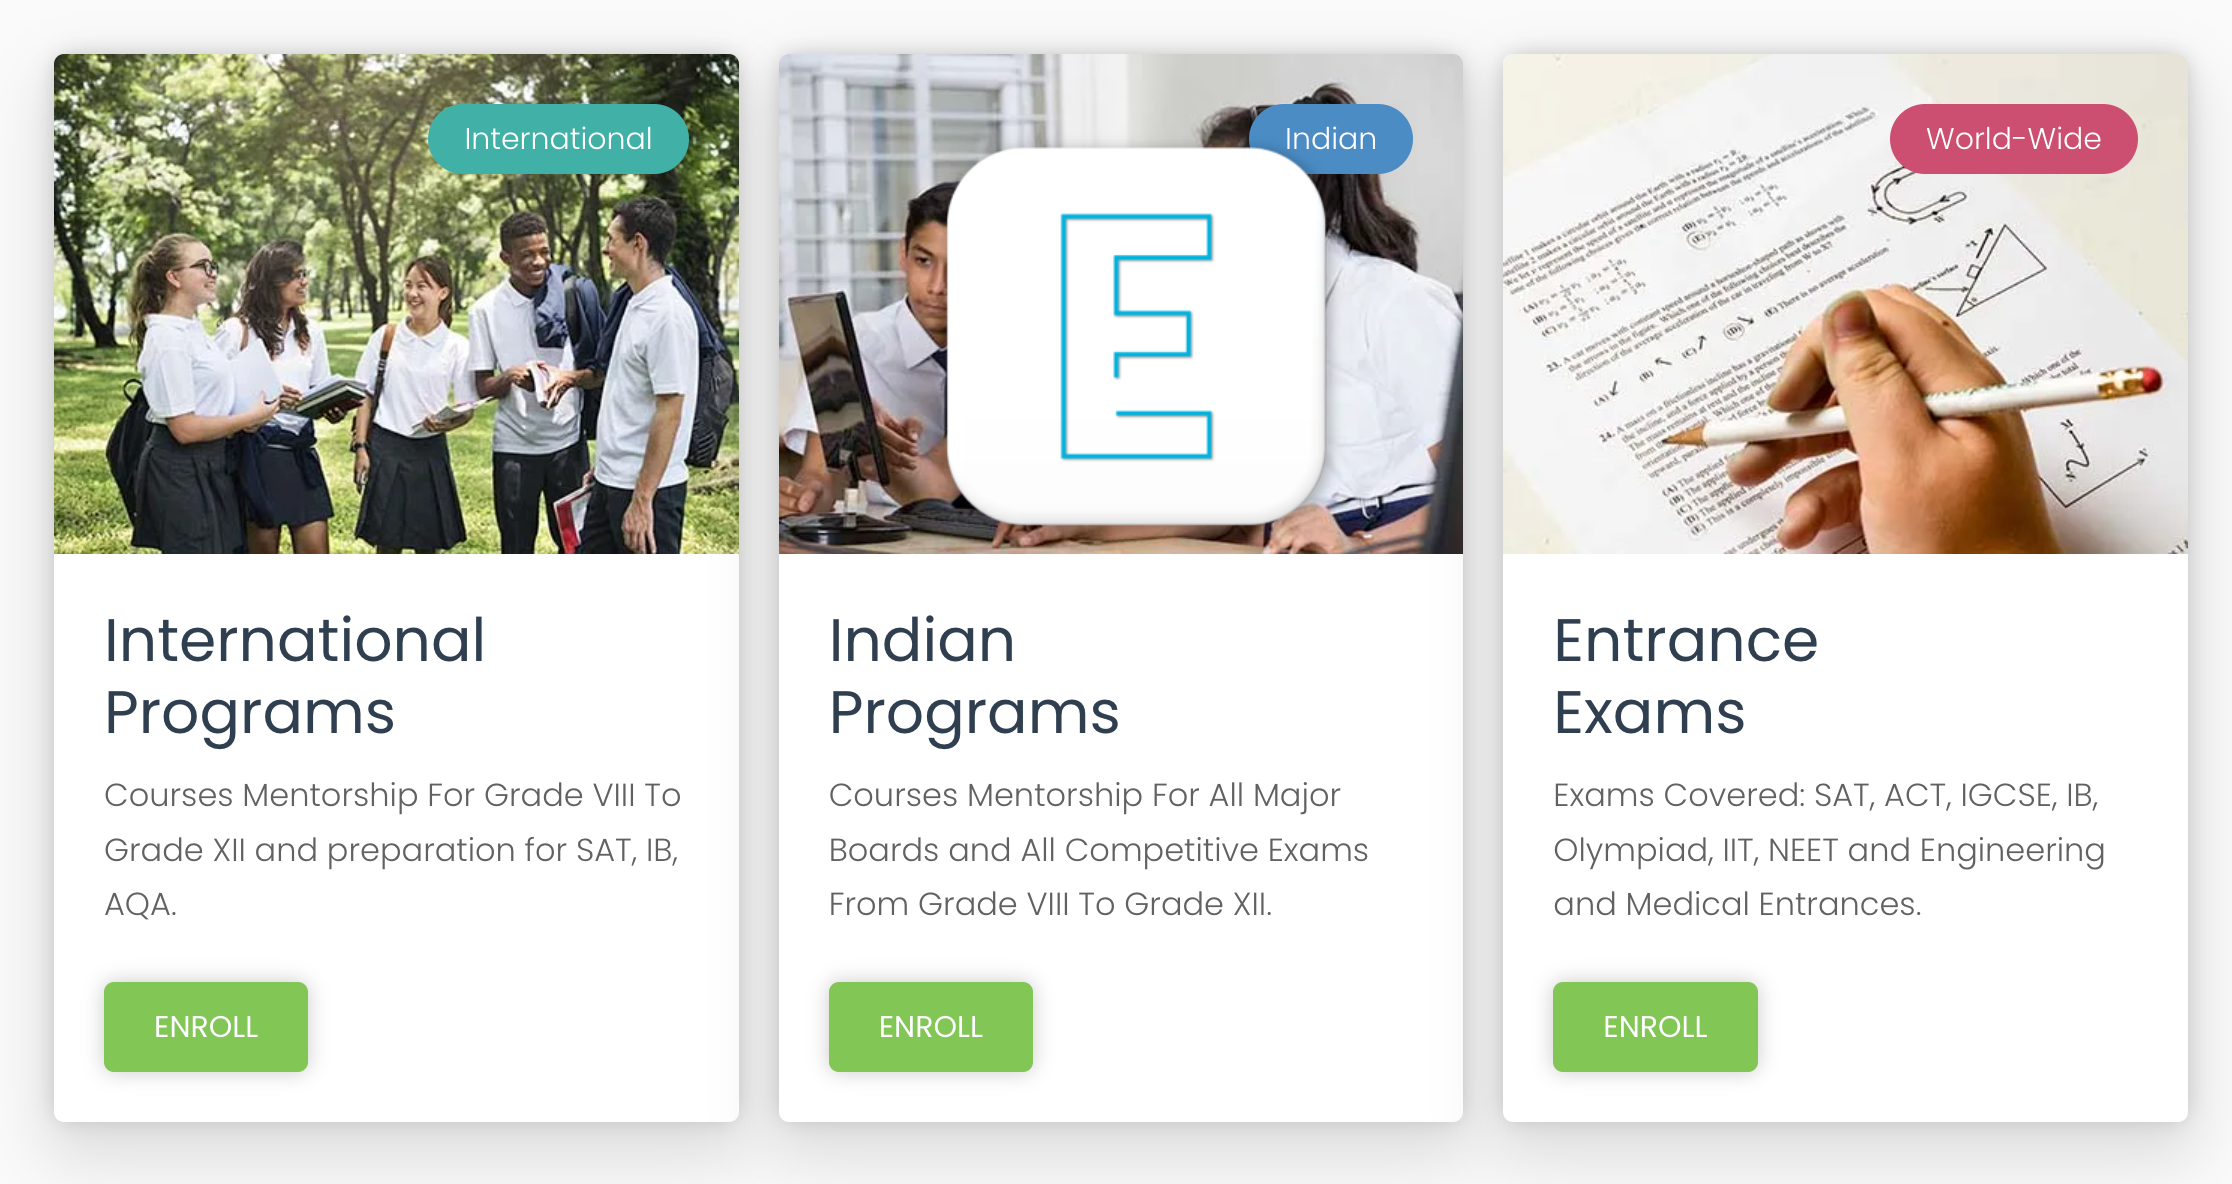 International
International
Programs
Courses Mentorship For Grade VIII To
Grade XII and preparation for SAT, IB,
AQA.
ENROLL
Indian
E
Indian
Programs
Courses Mentorship For All Major
Boards and All Competitive Exams
From Grade VIII To Grade XII.
ENROLL
World-Wide
Entrance
Exams
Exams Covered: SAT, ACT, IGCSE, IB,
Olympiad, IIT, NEET and Engineering
and Medical Entrances.
ENROLL